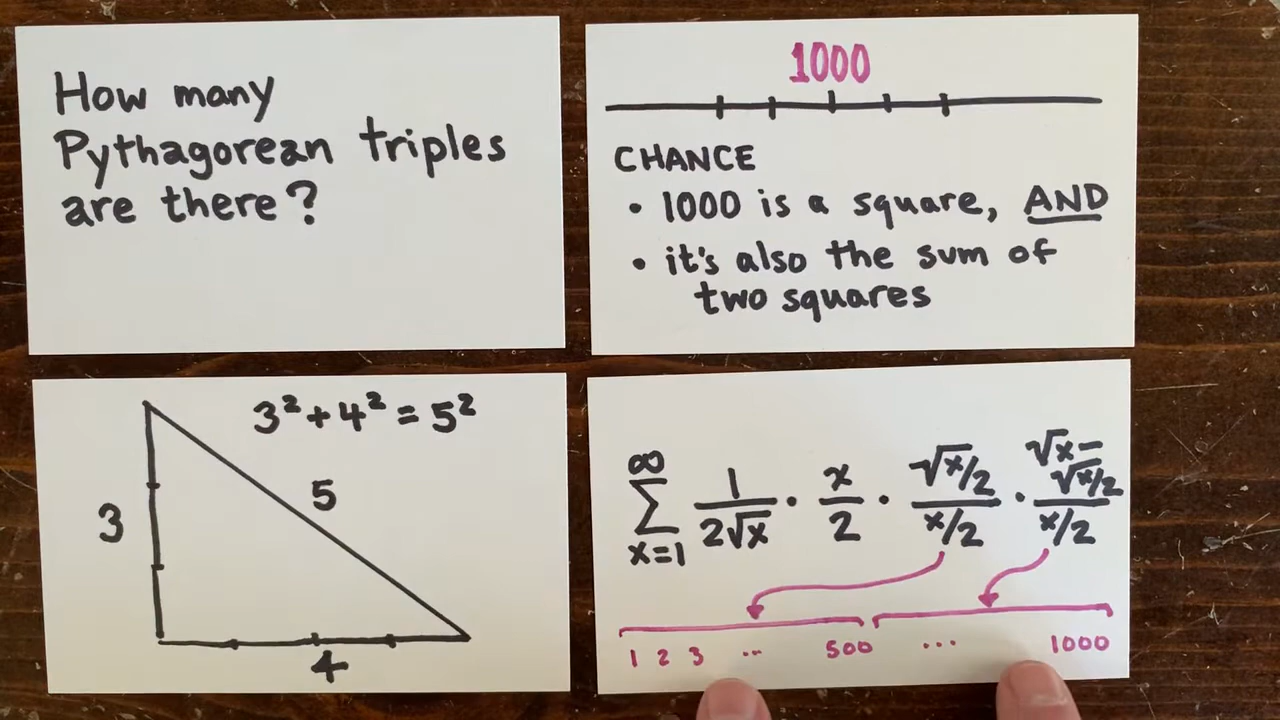 How many
Pythagorean triples
are there?
1000
CHANCE
• 1000 is a square, AND
• it's also the sum of
two squares
3² + 4² = 5²
3
5
4
∞
∑
x=1
1/(2√x) · (x/2) · (√(x/2))/(x/2) · (√x − √(x/2))/(x/2)
1 2 3 ... 500 ... 1000